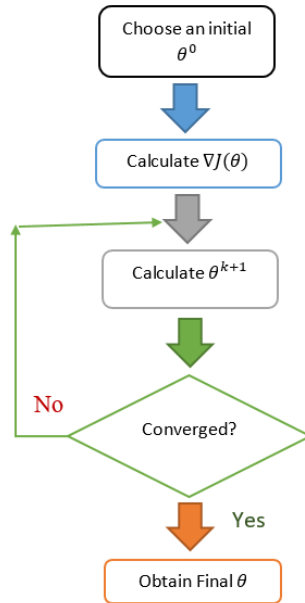 Choose an initial
θ⁰
Calculate ∇J(θ)
Calculate θᵏ⁺¹
Converged?
No
Yes
Obtain Final θ